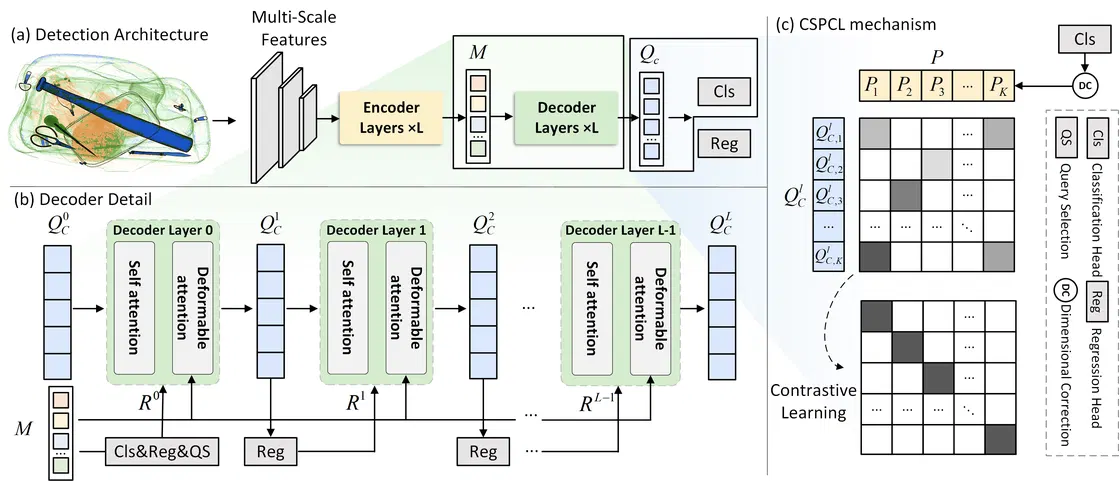 (a) Detection Architecture
Multi-Scale
Features
Encoder
Layers ×L
M
...
Decoder
Layers ×L
Q_c
...
Cls
Reg
(b) Decoder Detail
Q_C^0
Decoder Layer 0
Self attention
Deformable
attention
Q_C^1
Decoder Layer 1
Self attention
Deformable
attention
Q_C^2
...
Decoder Layer L-1
Self attention
Deformable
attention
Q_C^L
R^0
R^1
R^{L-1}
M
...
Cls&Reg&QS
Reg
Reg
...
...
(c) CSPCL mechanism
Cls
DC
P
P_1 P_2 P_3 ... P_K
Q_C^l
Q_{C,1}^l ...
Q_{C,2}^l ...
Q_{C,3}^l ...
... ... ... ⋱
Q_{C,K}^l
Contrastive
Learning
...
...
...
... ... ... ... ⋱
QS Query Selection
DC Dimensional Correction
Cls Classification Head
Reg Regression Head